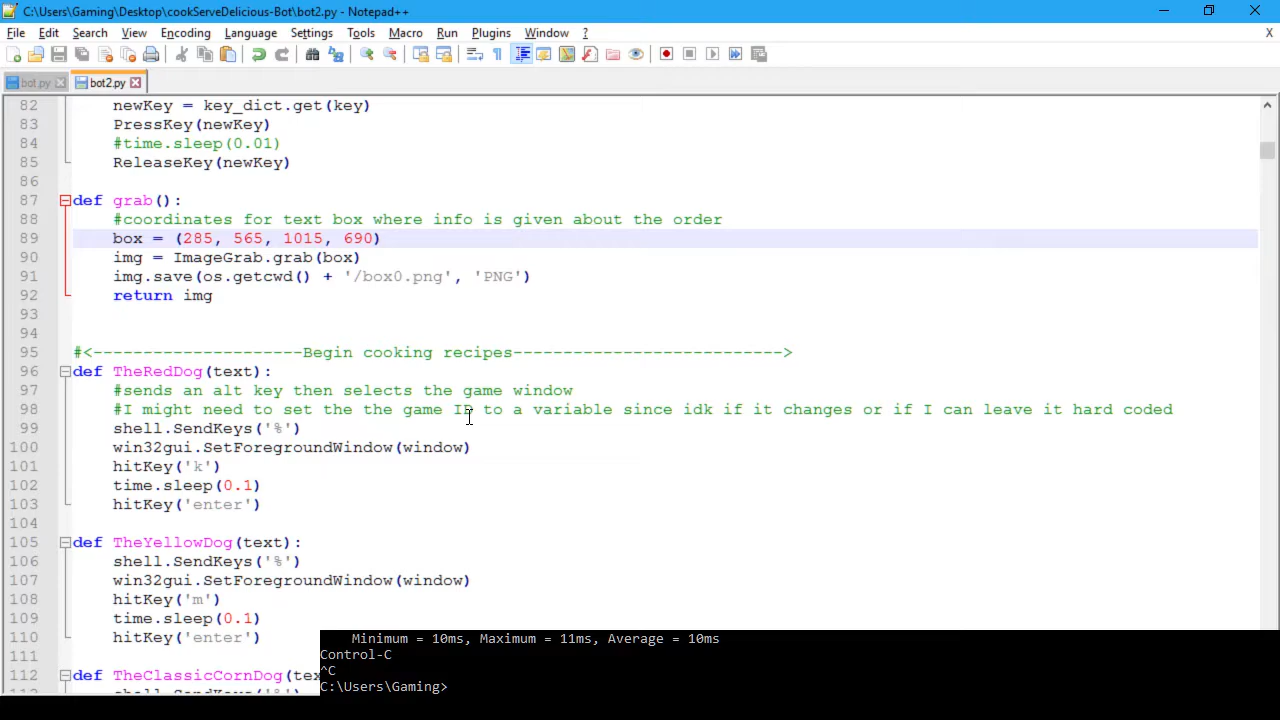 C:\Users\Gaming\Desktop\cookServeDelicious-Bot\bot2.py - Notepad++
File Edit Search View Encoding Language Settings Tools Macro Run Plugins Window ? X
bot.py bot2.py
82 newKey = key_dict.get(key)
83 PressKey(newKey)
84 #time.sleep(0.01)
85 ReleaseKey(newKey)
86
87 def grab():
88 #coordinates for text box where info is given about the order
89 box = (285, 565, 1015, 690)
90 img = ImageGrab.grab(box)
91 img.save(os.getcwd() + '/box0.png', 'PNG')
92 return img
93
94
95 #<---------------------Begin cooking recipes--------------------------->
96 def TheRedDog(text):
97 #sends an alt key then selects the game window
98 #I might need to set the the game ID to a variable since idk if it changes or if I can leave it hard coded
99 shell.SendKeys('%')
100 win32gui.SetForegroundWindow(window)
101 hitKey('k')
102 time.sleep(0.1)
103 hitKey('enter')
104
105 def TheYellowDog(text):
106 shell.SendKeys('%')
107 win32gui.SetForegroundWindow(window)
108 hitKey('m')
109 time.sleep(0.1)
110 hitKey('enter')
111
112 def TheClassicCornDog(tex
Minimum = 10ms, Maximum = 11ms, Average = 10ms
Control-C
^C
C:\Users\Gaming>